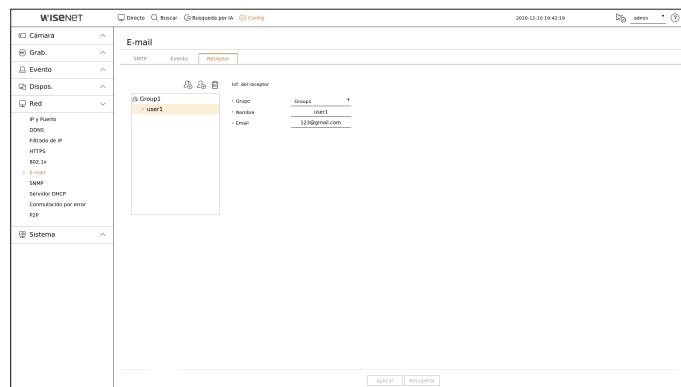 WISENET
Directo Buscar Búsqueda por IA Config. 2020-12-10 19:42:19 admin
Cámara
Grab.
Evento
Dispos.
Red
IP y Puerto
DDNS
Filtrado de IP
HTTPS
802.1x
E-mail
SNMP
Servidor DHCP
Conmutación por error
P2P
Sistema
E-mail
SMTP Evento Receptor
Group1
user1
Inf. del receptor
Grupo Group1
Nombre user1
Email 123@gmail.com
Aplicar Recuperar